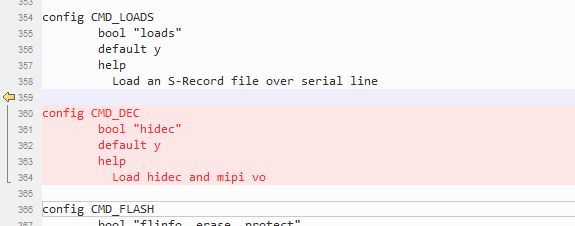 353
354 config CMD_LOADS
355 bool "loads"
356 default y
357 help
358 Load an S-Record file over serial line
359
360 config CMD_DEC
361 bool "hidec"
362 default y
363 help
364 Load hidec and mipi vo
365
366 config CMD_FLASH
367 bool "flinfo, erase, protect"